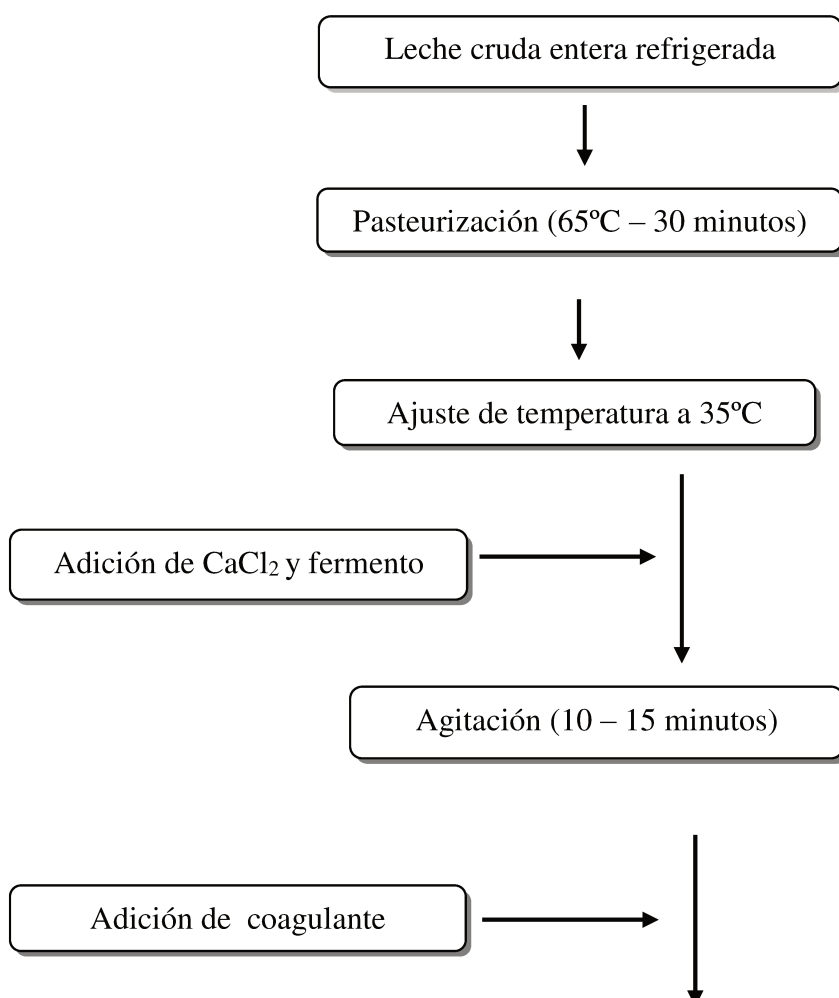 Leche cruda entera refrigerada
Pasteurización (65ºC – 30 minutos)
Ajuste de temperatura a 35ºC
Adición de CaCl₂ y fermento
Agitación (10 – 15 minutos)
Adición de coagulante